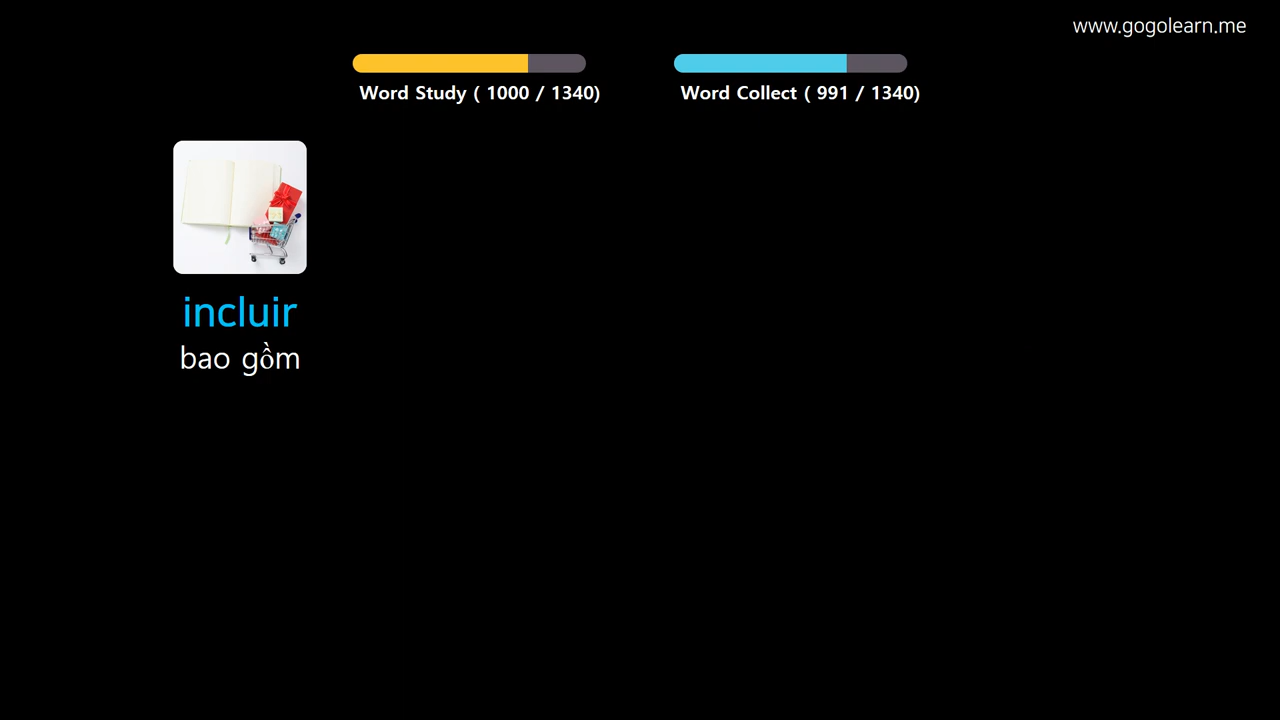 www.gogolearn.me
Word Study ( 1000 / 1340)
Word Collect ( 991 / 1340)
incluir
bao gồm